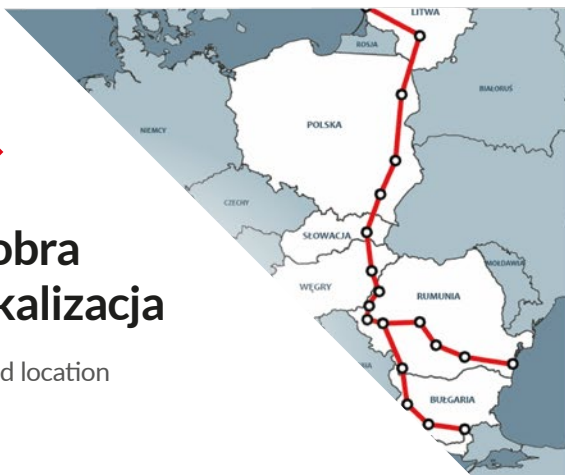 LITWA
ROSJA
BIAŁORUŚ
POLSKA
NIEMCY
CZECHY
SŁOWACJA
obra
MOŁDAWIA
WĘGRY
RUMUNIA
kalizacja
d location
BUŁGARIA